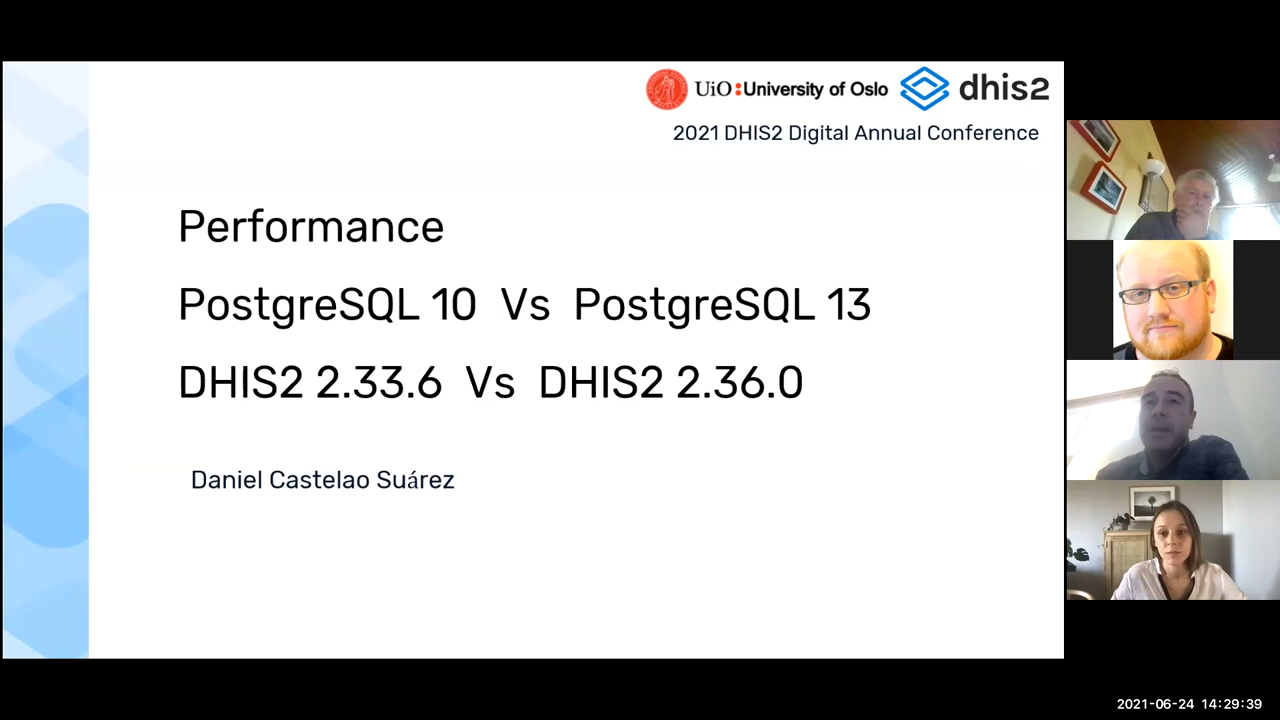 UiO:University of Oslo dhis2
2021 DHIS2 Digital Annual Conference
Performance
PostgreSQL 10 Vs PostgreSQL 13
DHIS2 2.33.6 Vs DHIS2 2.36.0
Daniel Castelao Suárez
2021-06-24 14:29:39